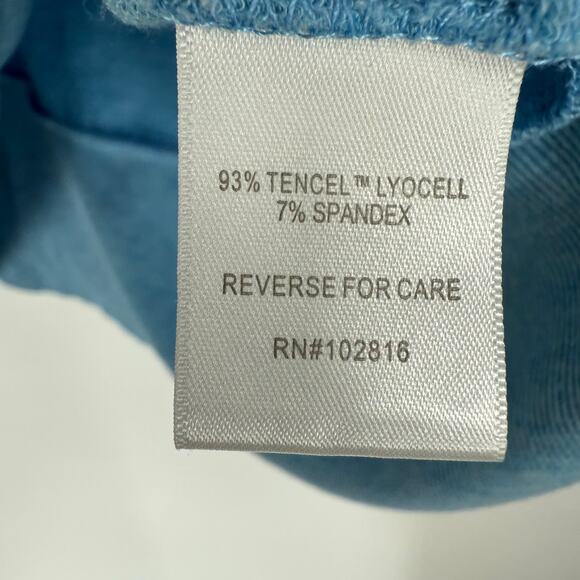 93% TENCEL™ LYOCELL
7% SPANDEX
REVERSE FOR CARE
RN#102816